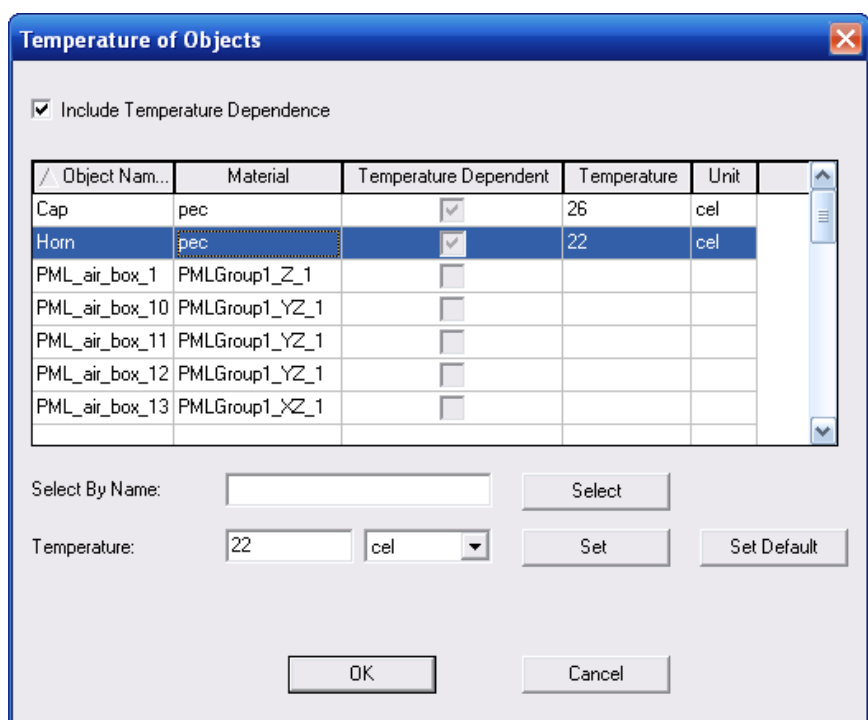 Temperature of Objects
Include Temperature Dependence
Object Nam... Material Temperature Dependent Temperature Unit
Cap pec 26 cel
Horn pec 22 cel
PML_air_box_1 PMLGroup1_Z_1
PML_air_box_10 PMLGroup1_YZ_1
PML_air_box_11 PMLGroup1_YZ_1
PML_air_box_12 PMLGroup1_YZ_1
PML_air_box_13 PMLGroup1_XZ_1
Select By Name: Select
Temperature: 22 cel Set Set Default
OK Cancel